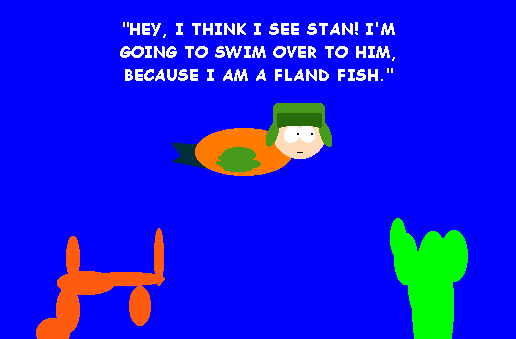 "HEY, I THINK I SEE STAN! I'M
GOING TO SWIM OVER TO HIM,
BECAUSE I AM A FLAND FISH."